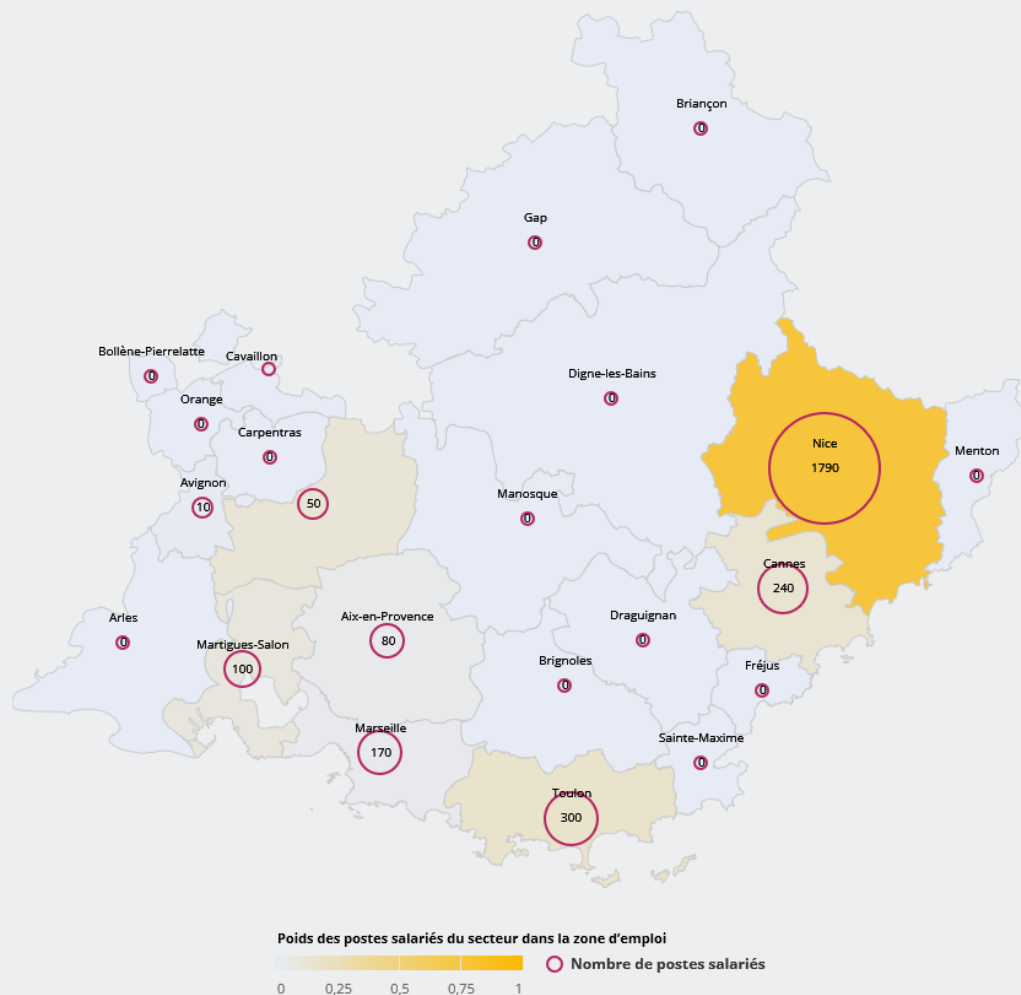 Briançon
0
Gap
0
Bollène-Pierrelatte
0
Cavaillon
Digne-les-Bains
0
Orange
0
Carpentras
0
Nice
1790
Menton
0
Avignon
10
50
Manosque
0
Cannes
240
Arles
0
Aix-en-Provence
80
Draguignan
0
Martigues-Salon
100
Brignoles
0
Fréjus
0
Marseille
170
Sainte-Maxime
0
Toulon
300
Poids des postes salariés du secteur dans la zone d’emploi
Nombre de postes salariés
0 0,25 0,5 0,75 1